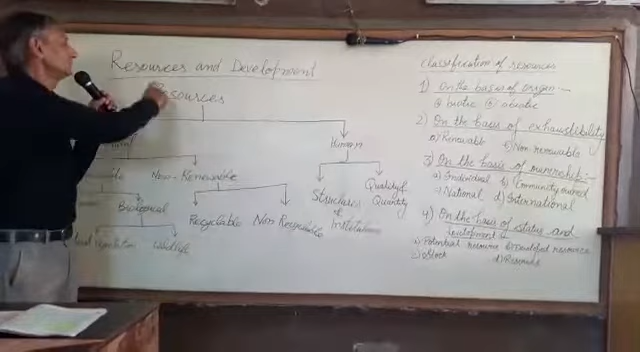 Resources and Development
Resources
Human
Non-Renewable
Biological
Recyclable
Non Recyclable
Structures
&
Institutions
Quality &
Quantity
Wildlife
Classification of resources
1) On the basis of origin:-
a) biotic b) abiotic
2) On the basis of exhaustibility
a) Renewable b) Non-renewable
3) On the basis of ownership:-
a) Individual b) Community owned
c) National d) International
4) On the basis of status and
development
a) Potential resource b) resource
c) stock d) Reserves